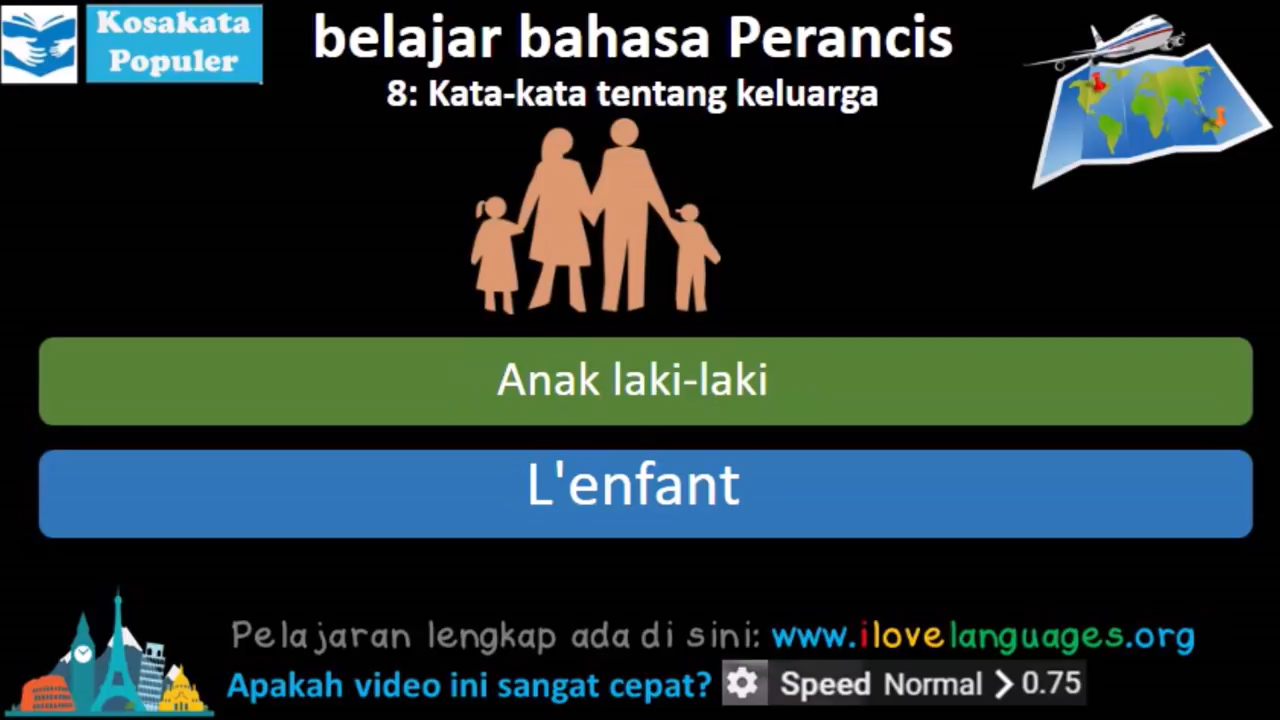 Kosakata
Populer
belajar bahasa Perancis
8: Kata-kata tentang keluarga
Anak laki-laki
L'enfant
Pelajaran lengkap ada di sini: www.ilovelanguages.org
Apakah video ini sangat cepat? Speed Normal > 0.75